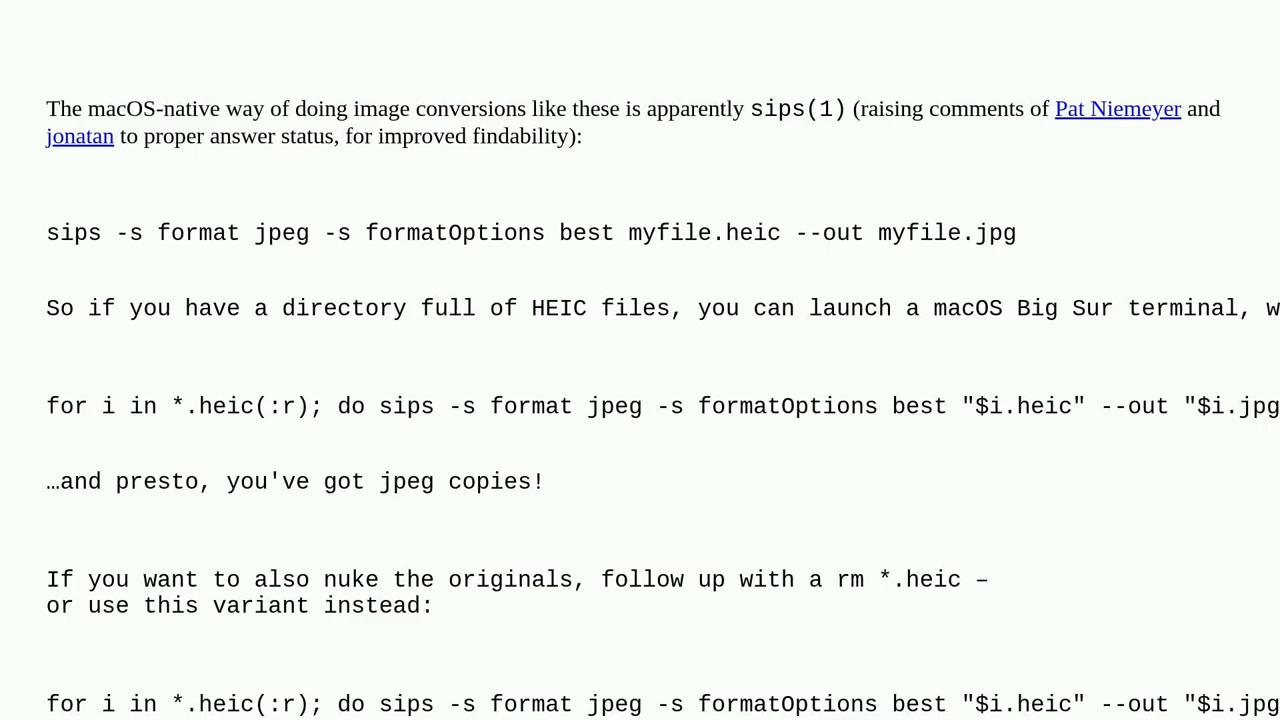 The macOS-native way of doing image conversions like these is apparently sips(1) (raising comments of Pat Niemeyer and
jonatan to proper answer status, for improved findability):
sips -s format jpeg -s formatOptions best myfile.heic --out myfile.jpg
So if you have a directory full of HEIC files, you can launch a macOS Big Sur terminal, w
for i in *.heic(:r); do sips -s format jpeg -s formatOptions best "$i.heic" --out "$i.jpg
…and presto, you've got jpeg copies!
If you want to also nuke the originals, follow up with a rm *.heic –
or use this variant instead:
for i in *.heic(:r); do sips -s format jpeg -s formatOptions best "$i.heic" --out "$i.jpg